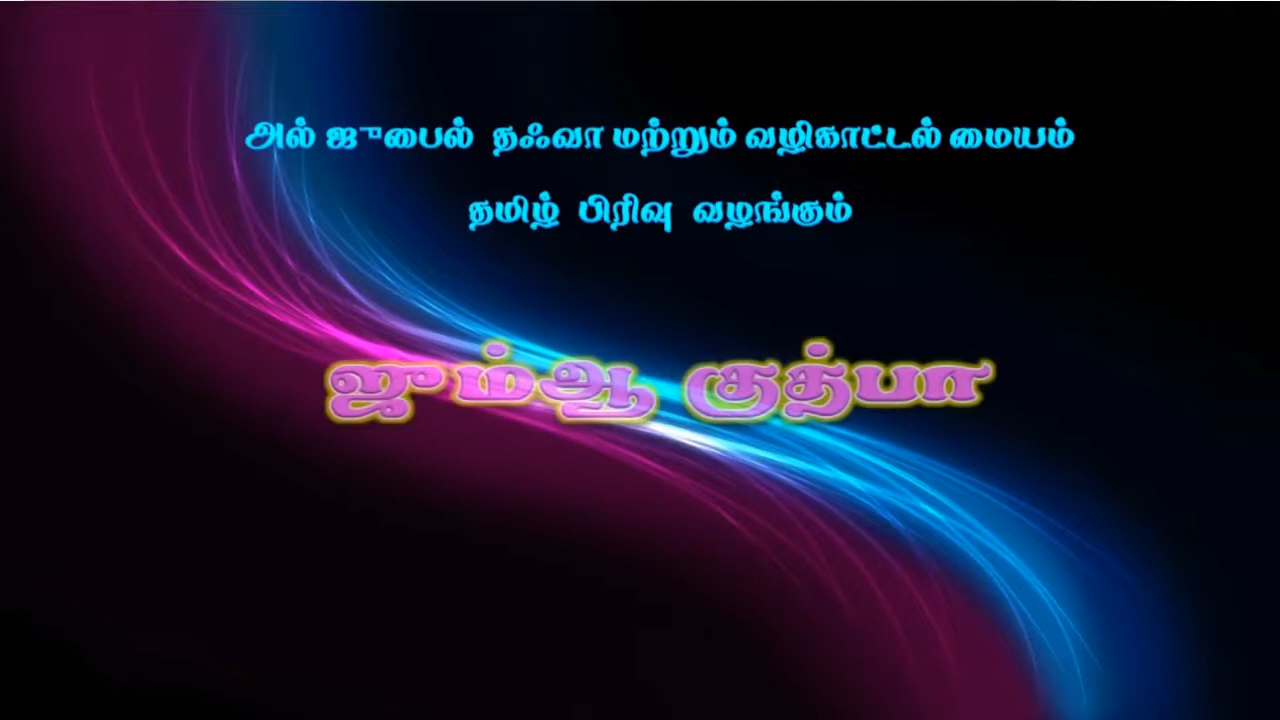 அல் ஜுபைல் தஃவா மற்றும் வழிகாட்டல் மையம்
தமிழ் பிரிவு வழங்கும்
ஜும்ஆ குத்பா